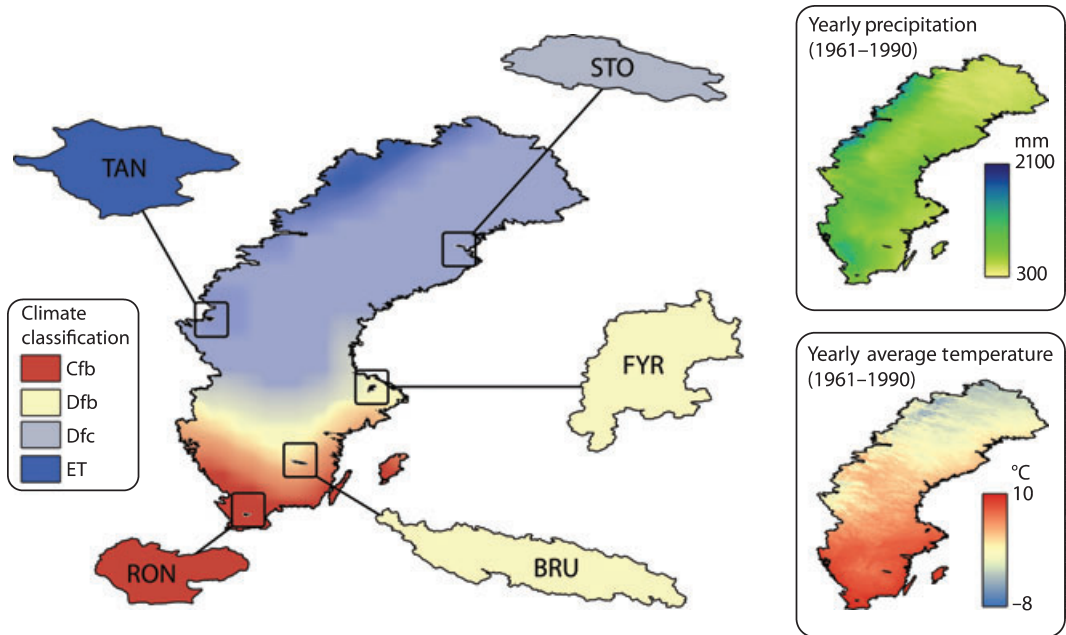 STO
TAN
FYR
BRU
RON
Climate
classification
Cfb
Dfb
Dfc
ET
Yearly precipitation
(1961–1990)
mm
2100
300
Yearly average temperature
(1961–1990)
°C
10
–8